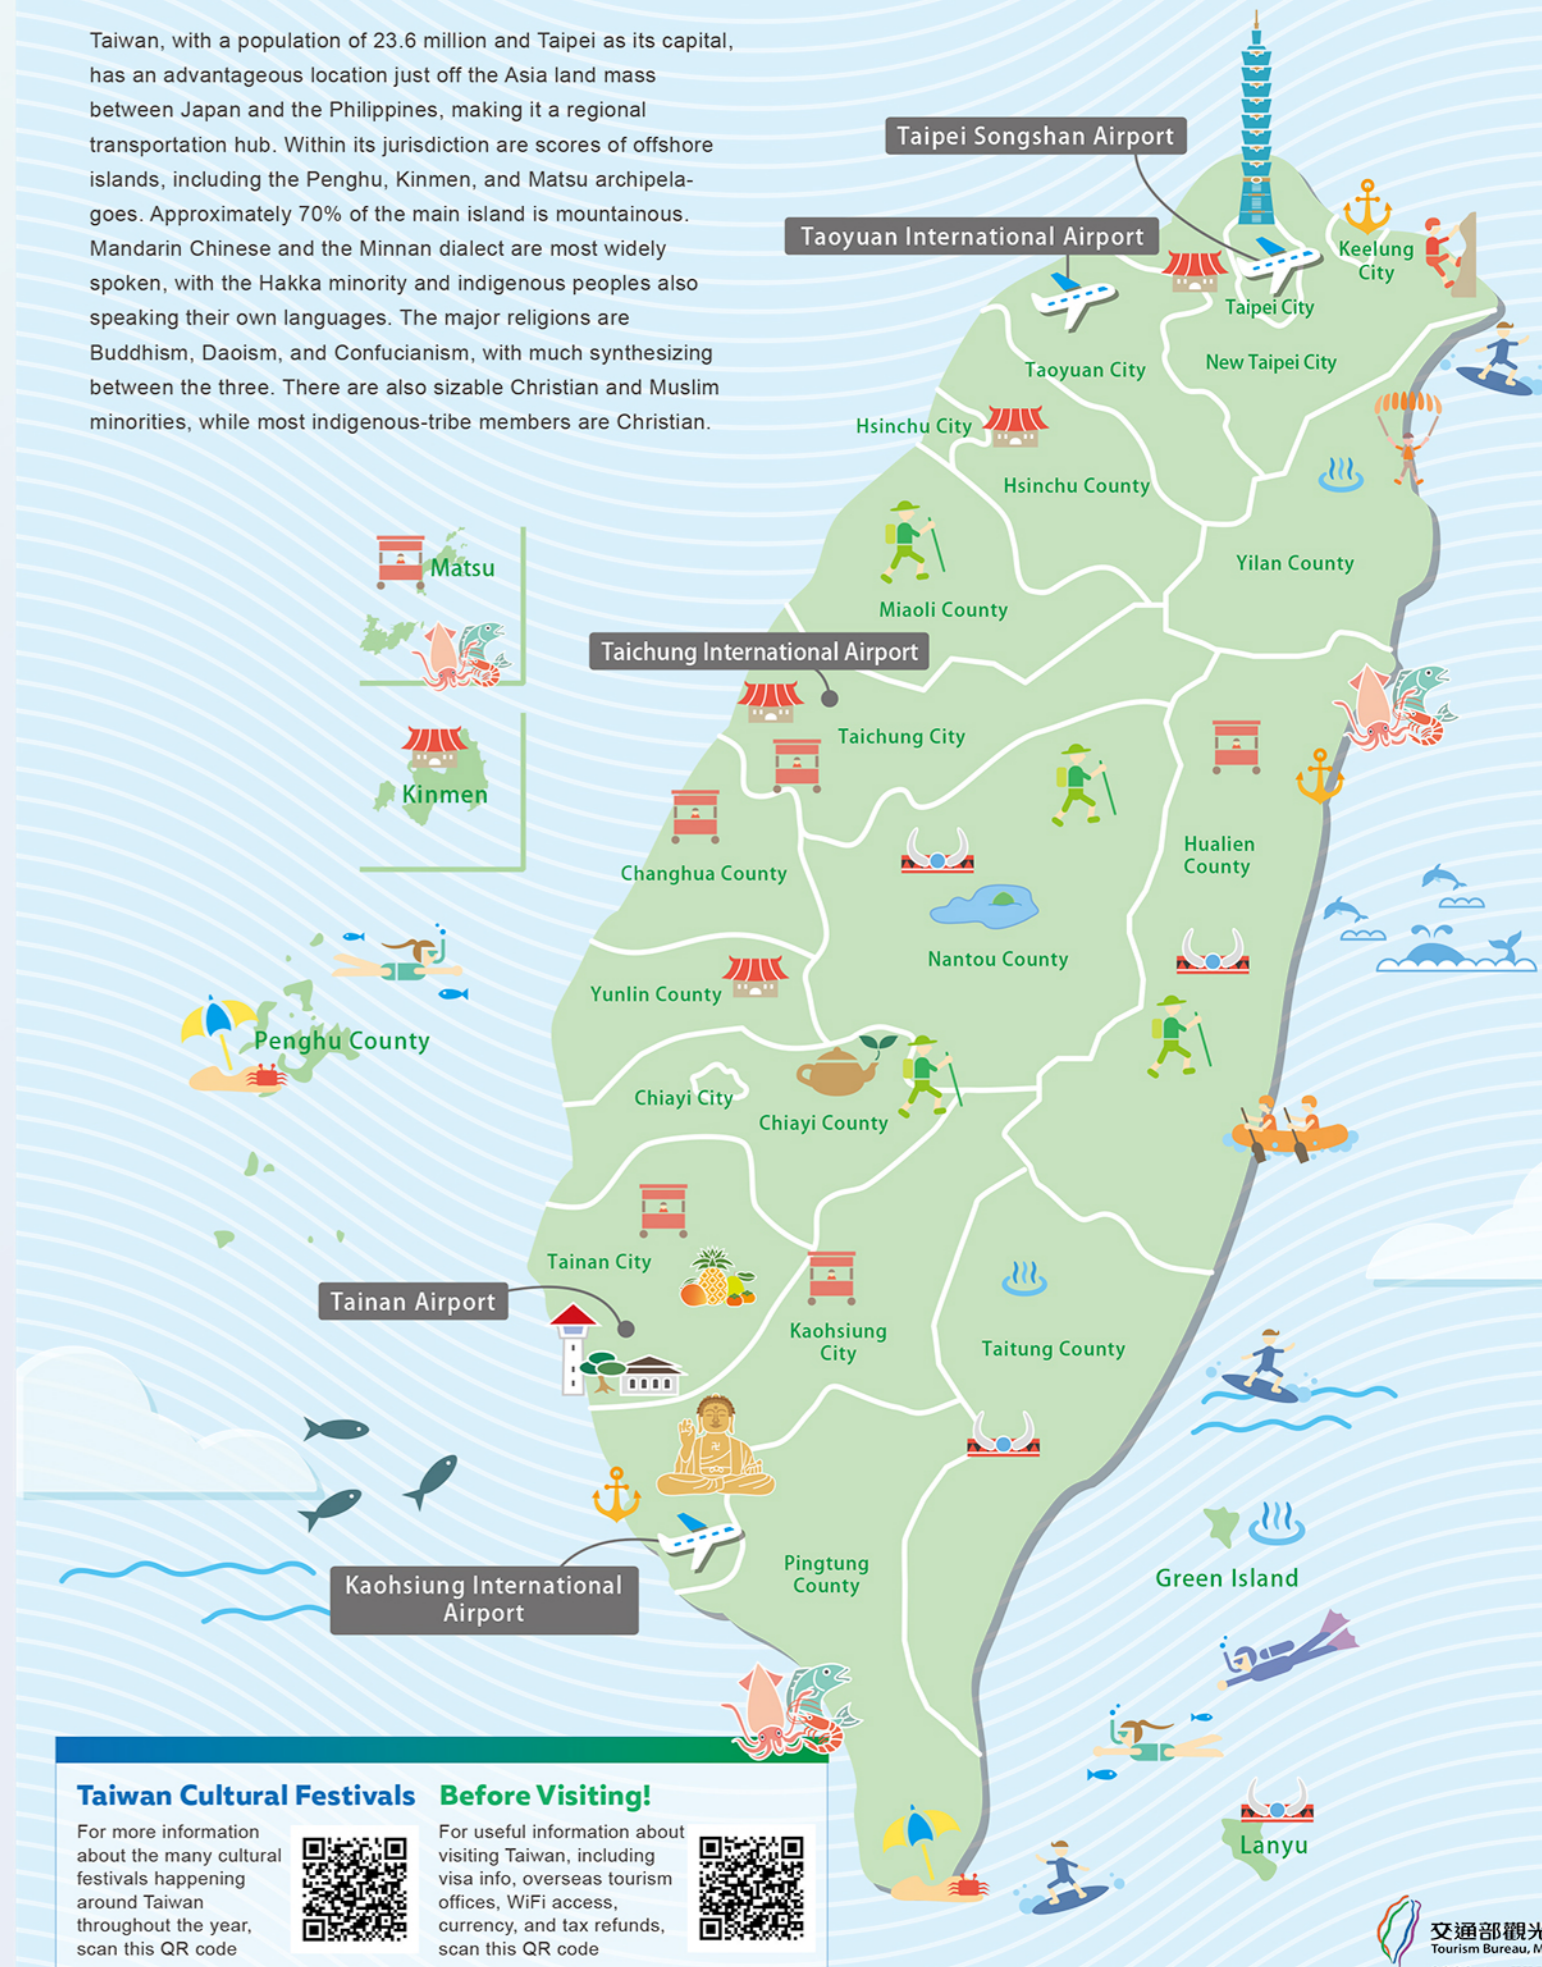 Taiwan, with a population of 23.6 million and Taipei as its capital,
has an advantageous location just off the Asia land mass
between Japan and the Philippines, making it a regional
transportation hub. Within its jurisdiction are scores of offshore
islands, including the Penghu, Kinmen, and Matsu archipela-
goes. Approximately 70% of the main island is mountainous.
Mandarin Chinese and the Minnan dialect are most widely
spoken, with the Hakka minority and indigenous peoples also
speaking their own languages. The major religions are
Buddhism, Daoism, and Confucianism, with much synthesizing
between the three. There are also sizable Christian and Muslim
minorities, while most indigenous-tribe members are Christian.
Taipei Songshan Airport
Taoyuan International Airport
Keelung
City
Taipei City
New Taipei City
Taoyuan City
Hsinchu City
Hsinchu County
Yilan County
Matsu
Miaoli County
Taichung International Airport
Taichung City
Kinmen
Hualien
County
Changhua County
Nantou County
Yunlin County
Penghu County
Chiayi City
Chiayi County
Tainan City
Tainan Airport
Kaohsiung
City
Taitung County
卍
Kaohsiung International
Airport
Pingtung
County
Green Island
Lanyu
Taiwan Cultural Festivals
For more information
about the many cultural
festivals happening
around Taiwan
throughout the year,
scan this QR code
Before Visiting!
For useful information about
visiting Taiwan, including
visa info, overseas tourism
offices, WiFi access,
currency, and tax refunds,
scan this QR code
交通部觀光
Tourism Bureau, M